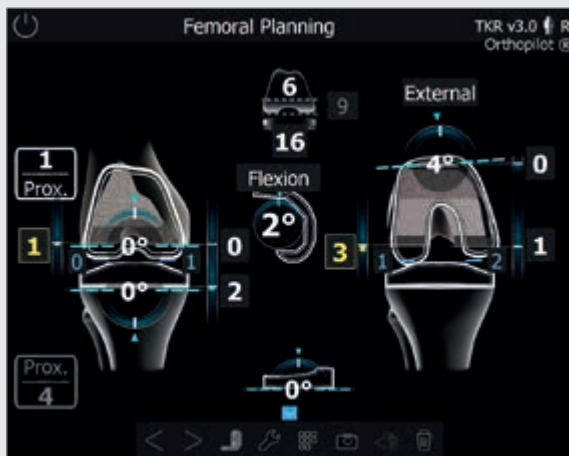 Femoral Planning
TKR v3.0 R
Orthopilot ®
6
9
16
External
4°
0
1
Prox.
Flexion
2°
1
0°
0
0
1
3
1
2
1
0°
2
Prox.
4
0°